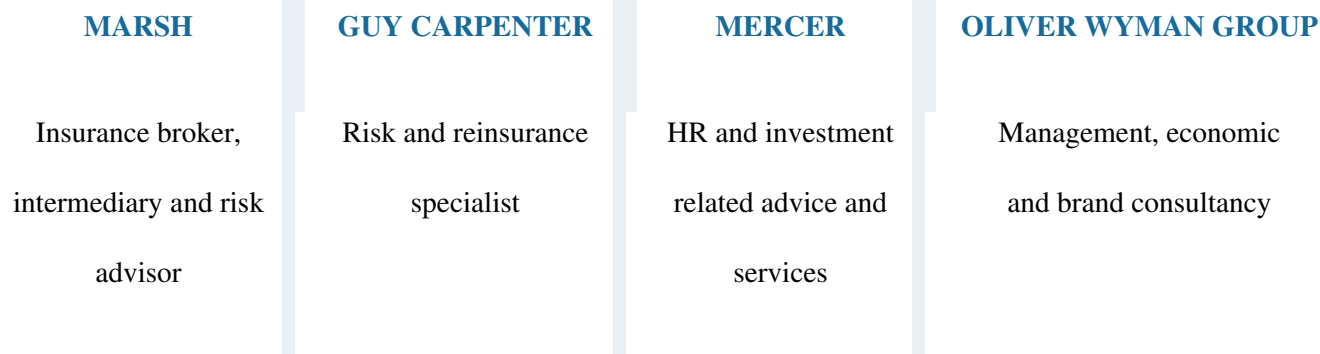 MARSH
GUY CARPENTER
MERCER
OLIVER WYMAN GROUP
Insurance broker,
intermediary and risk
advisor
Risk and reinsurance
specialist
HR and investment
related advice and
services
Management, economic
and brand consultancy